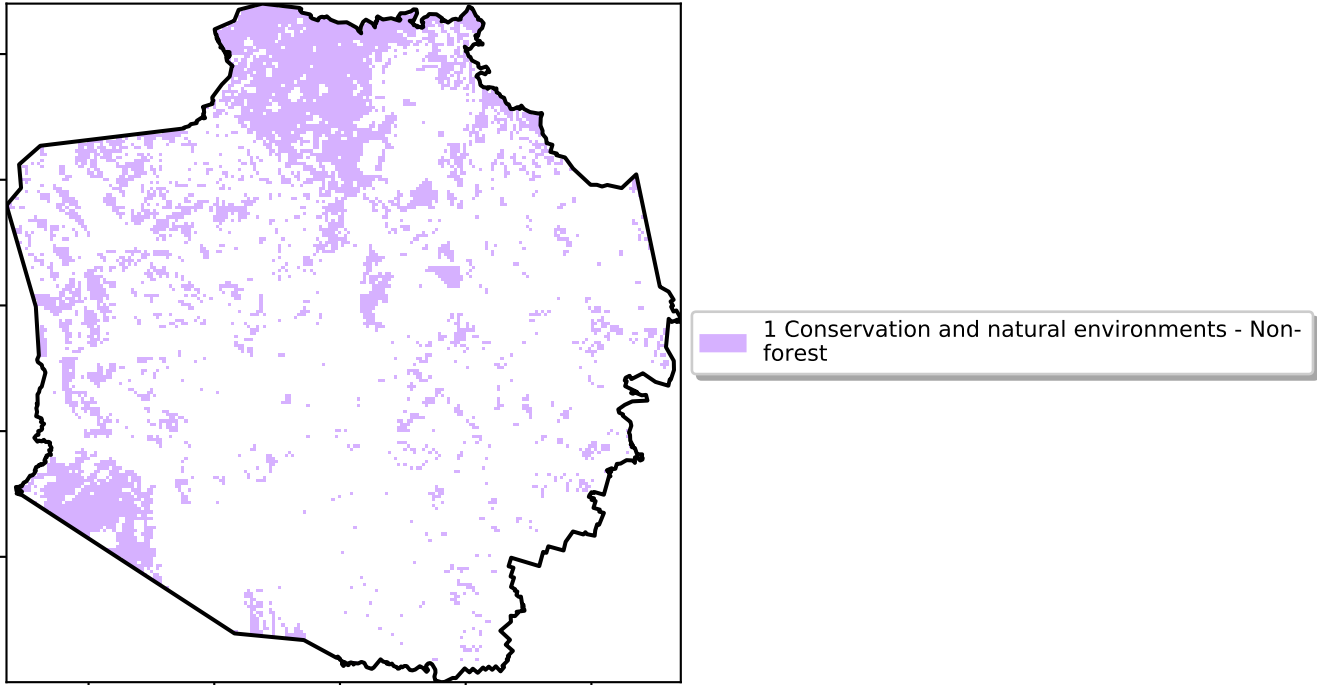 1 Conservation and natural environments - Non-
forest